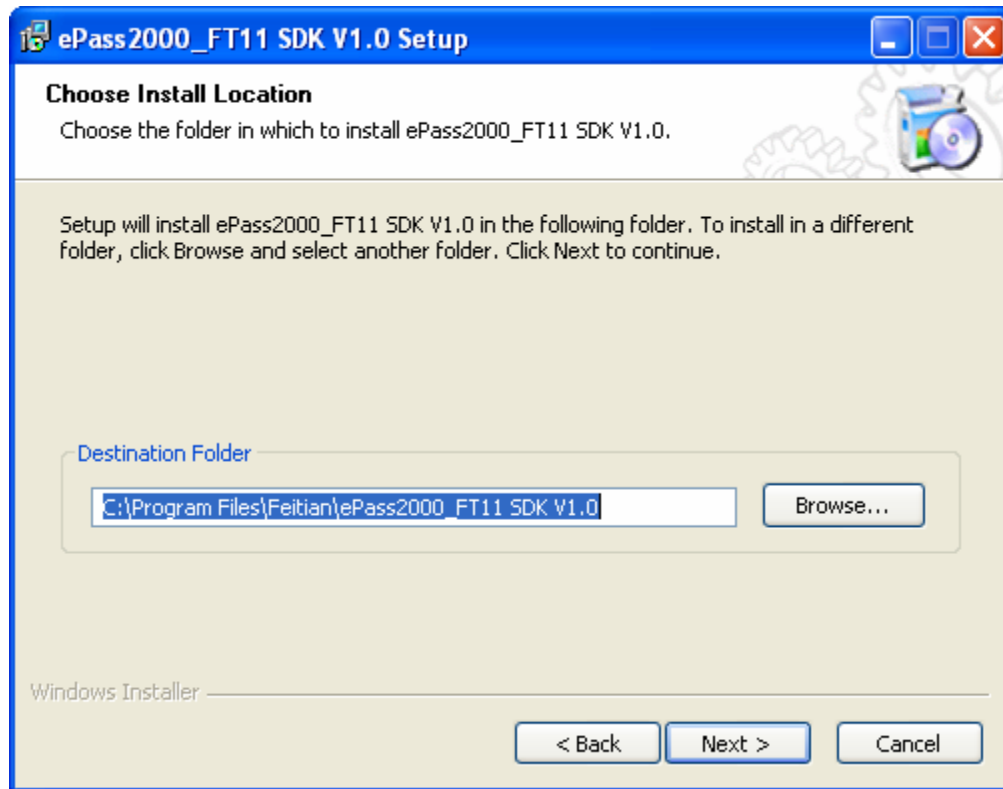 ePass2000_FT11 SDK V1.0 Setup
Choose Install Location
Choose the folder in which to install ePass2000_FT11 SDK V1.0.
Setup will install ePass2000_FT11 SDK V1.0 in the following folder. To install in a different
folder, click Browse and select another folder. Click Next to continue.
Destination Folder
C:\Program Files\Feitian\ePass2000_FT11 SDK V1.0
Browse...
Windows Installer
< Back
Next >
Cancel